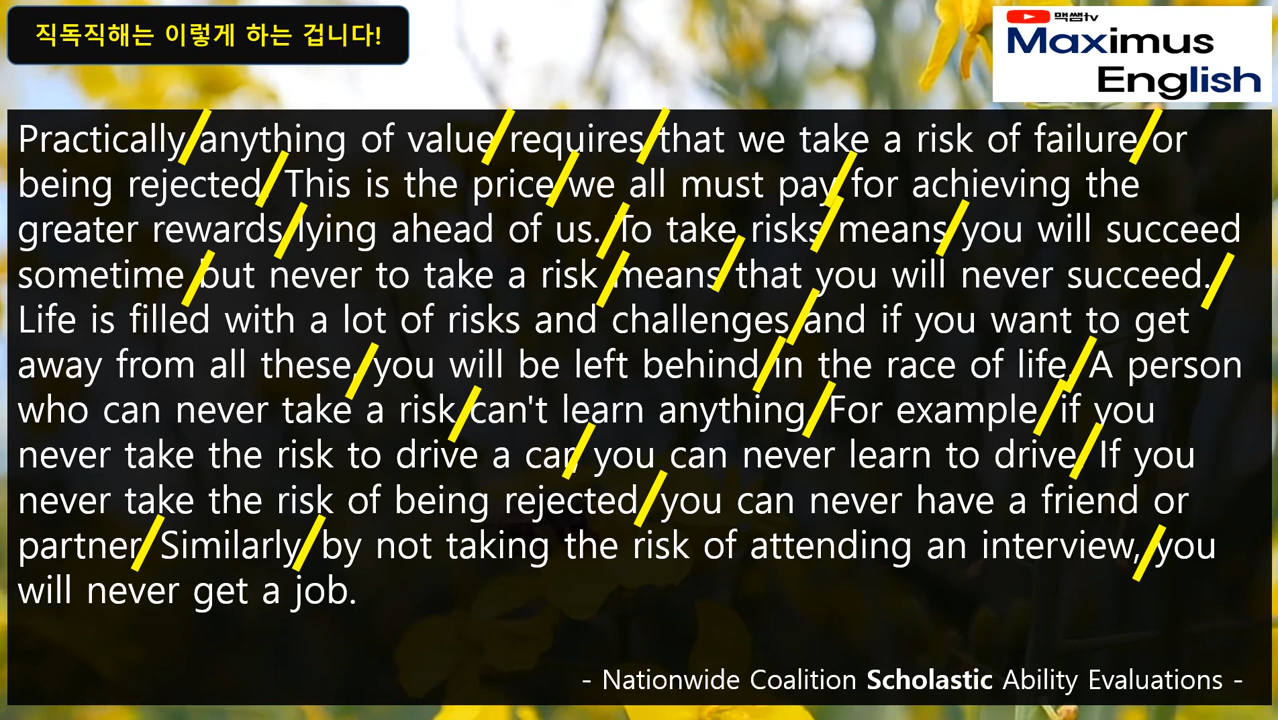 직독직해는 이렇게 하는 겁니다!
맥쌤tv
Maximus
English
Practically/anything of value/requires/that we take a risk of failure/or
being rejected./This is the price/we all must pay/for achieving the
greater rewards/lying ahead of us./To take risks/means/you will succeed
sometime/but never to take a risk/means/that you will never succeed./
Life is filled with a lot of risks and challenges/and if you want to get
away from all these,/you will be left behind/in the race of life./A person
who can never take a risk/can't learn anything./For example,/if you
never take the risk to drive a car,/you can never learn to drive./If you
never take the risk of being rejected,/you can never have a friend or
partner./Similarly,/by not taking the risk of attending an interview,/you
will never get a job.
- Nationwide Coalition Scholastic Ability Evaluations -